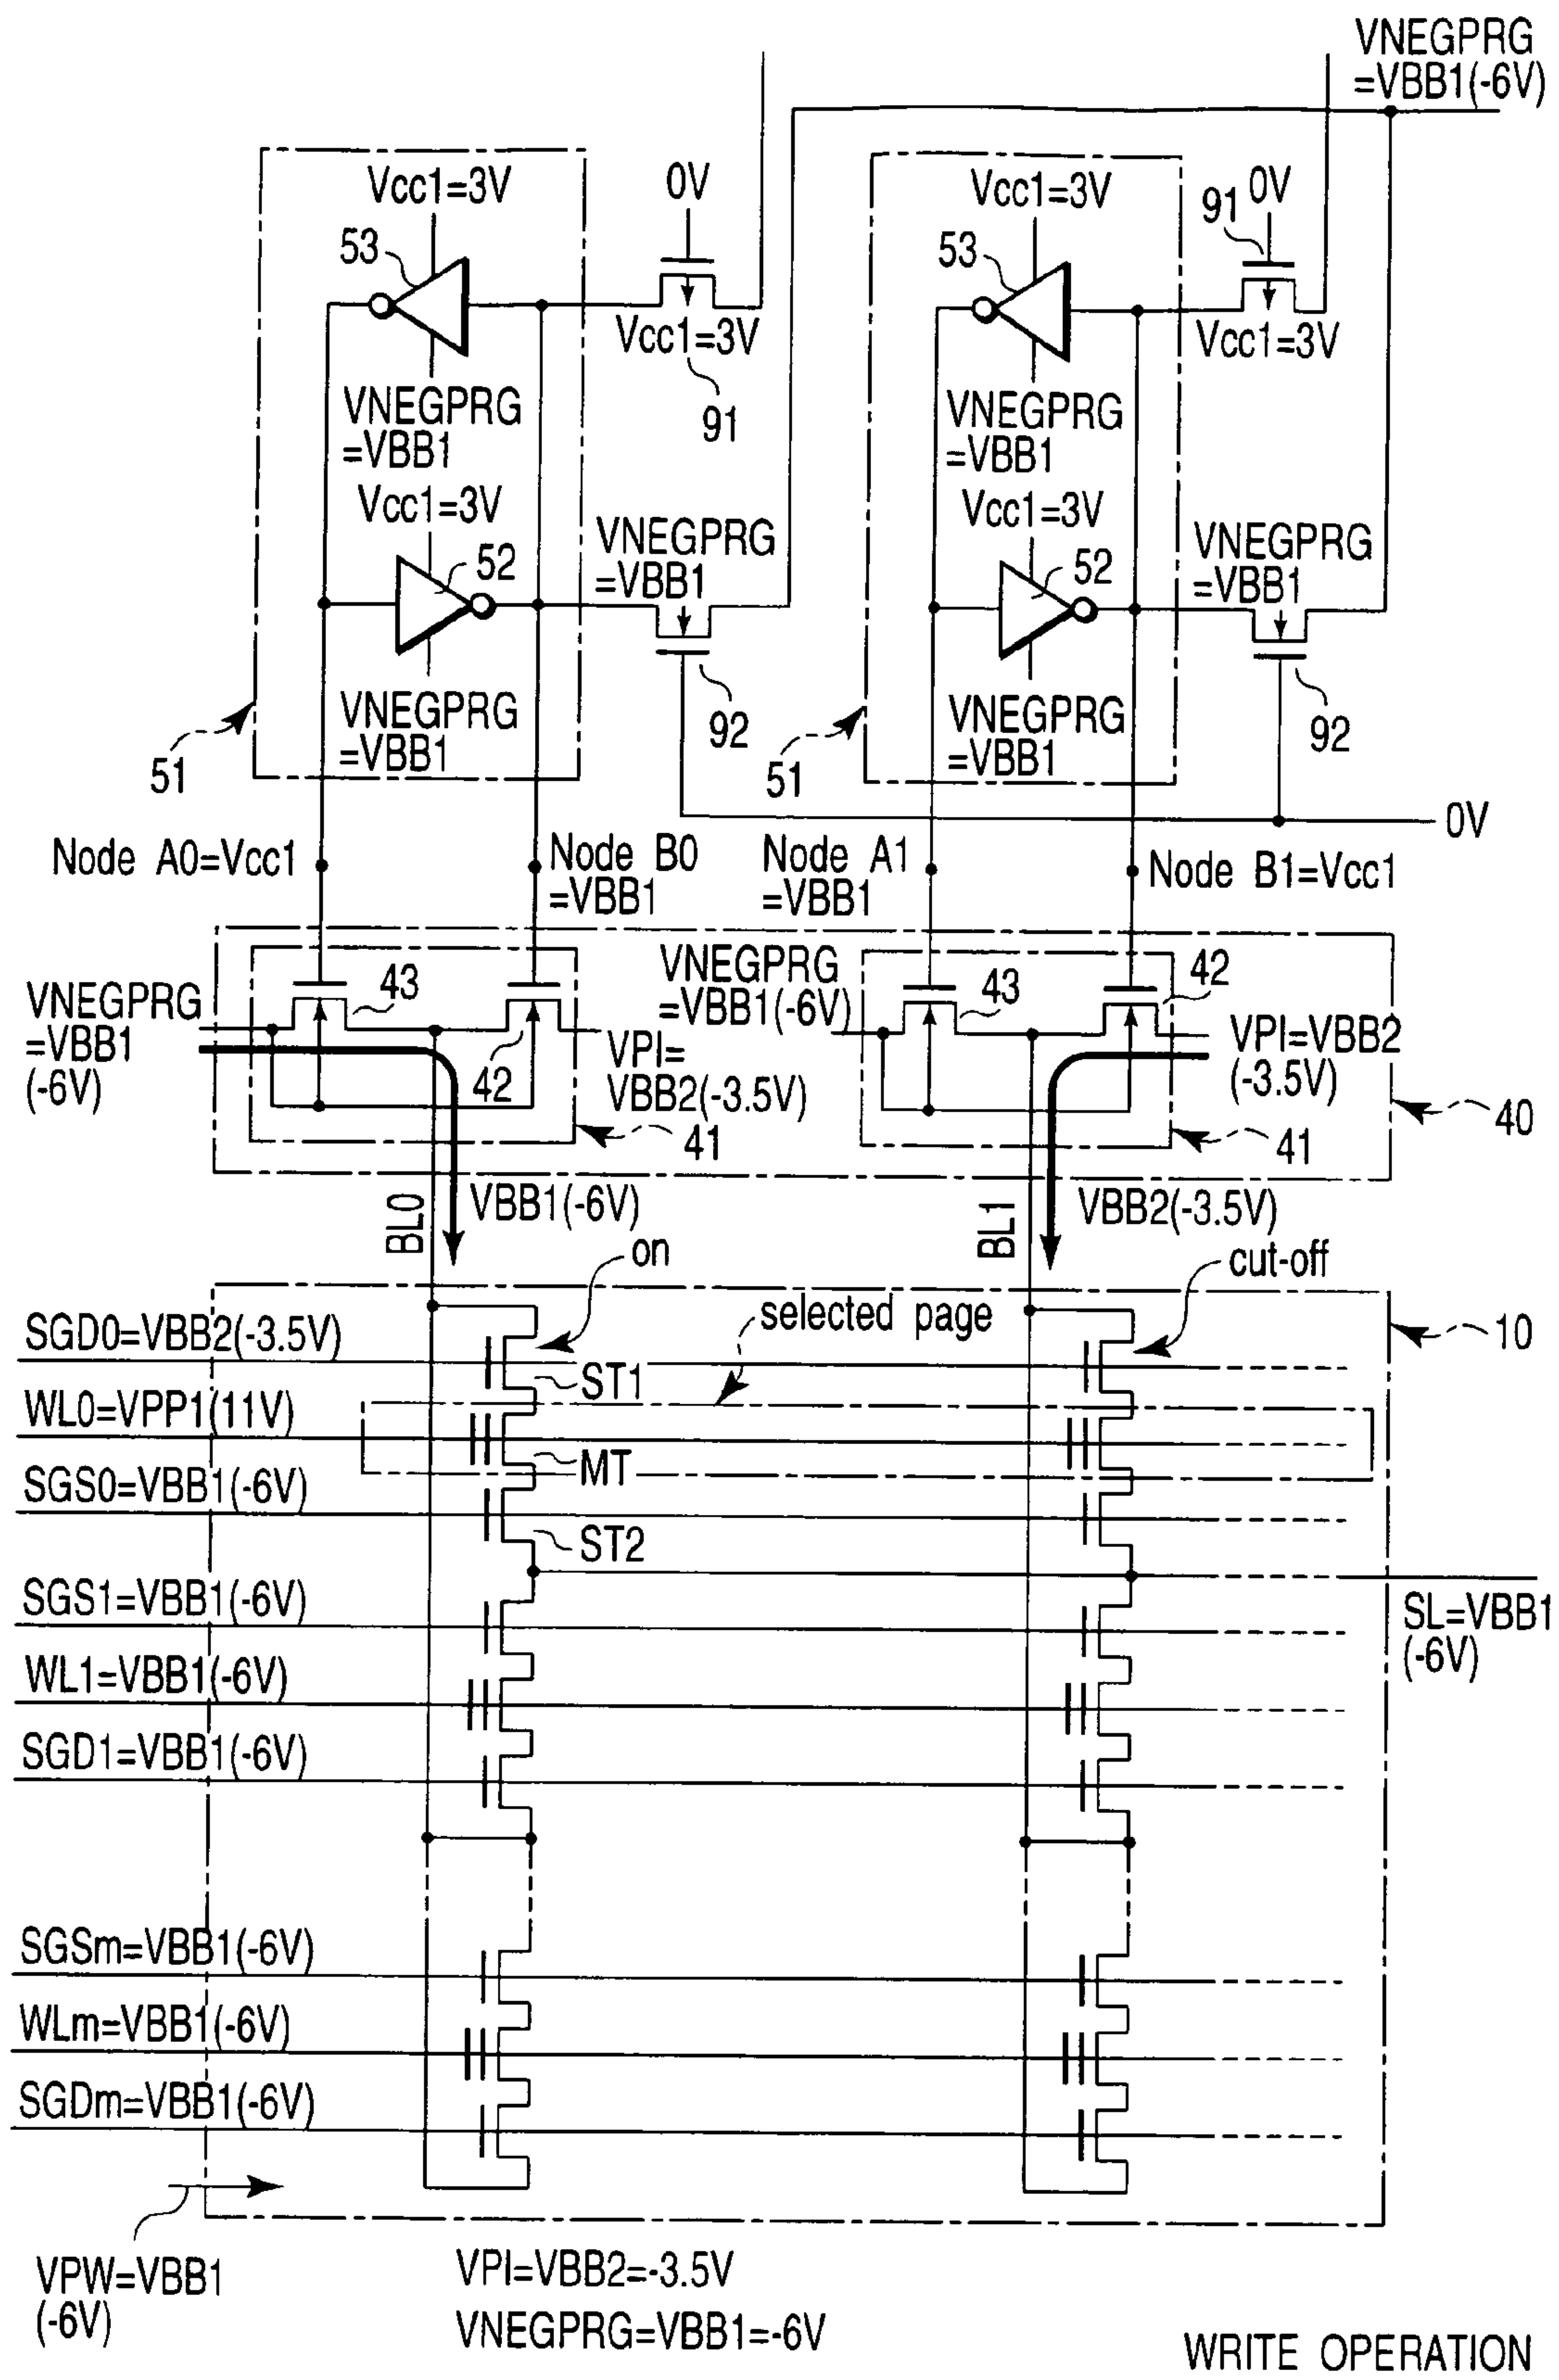 VNEGPRG
=VBB1(-6V)
Vcc1=3V
0V
Vcc1=3V
91
0V
53
53
Vcc1=3V
Vcc1=3V
91
VNEGPRG
=VBB1
VNEGPRG
=VBB1
Vcc1=3V
Vcc1=3V
52
VNEGPRG
=VBB1
52
VNEGPRG
=VBB1
VNEGPRG
=VBB1
92
VNEGPRG
=VBB1
92
51
51
0V
Node A0=Vcc1
Node B0
=VBB1
Node A1
=VBB1
Node B1=Vcc1
VNEGPRG
=VBB1
(-6V)
43
42
VPI=
VBB2(-3.5V)
41
VNEGPRG
=VBB1(-6V)
43
42
VPI=VBB2
(-3.5V)
41
40
BL0
VBB1(-6V)
BL1
VBB2(-3.5V)
on
cut-off
selected page
SGD0=VBB2(-3.5V)
ST1
10
WL0=VPP1(11V)
MT
SGS0=VBB1(-6V)
ST2
SGS1=VBB1(-6V)
SL=VBB1
(-6V)
WL1=VBB1(-6V)
SGD1=VBB1(-6V)
SGSm=VBB1(-6V)
WLm=VBB1(-6V)
SGDm=VBB1(-6V)
VPW=VBB1
(-6V)
VPI=VBB2=-3.5V
VNEGPRG=VBB1=-6V
WRITE OPERATION